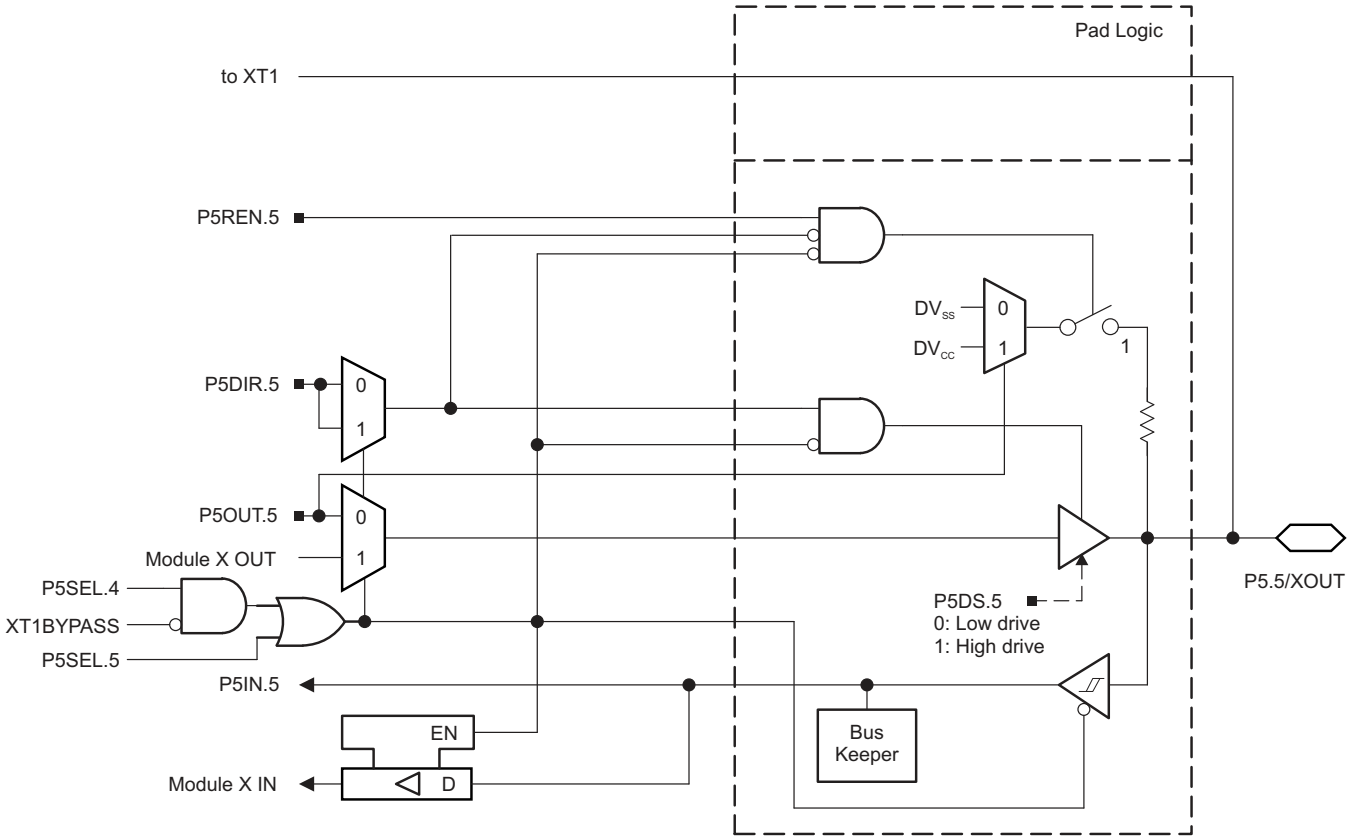 Pad Logic
to XT1
P5REN.5
DVSS
0
DVCC
1
1
P5DIR.5
0
1
P5OUT.5
0
Module X OUT
1
P5SEL.4
XT1BYPASS
P5SEL.5
P5.5/XOUT
P5DS.5
0: Low drive
1: High drive
P5IN.5
EN
Bus
Keeper
Module X IN
D